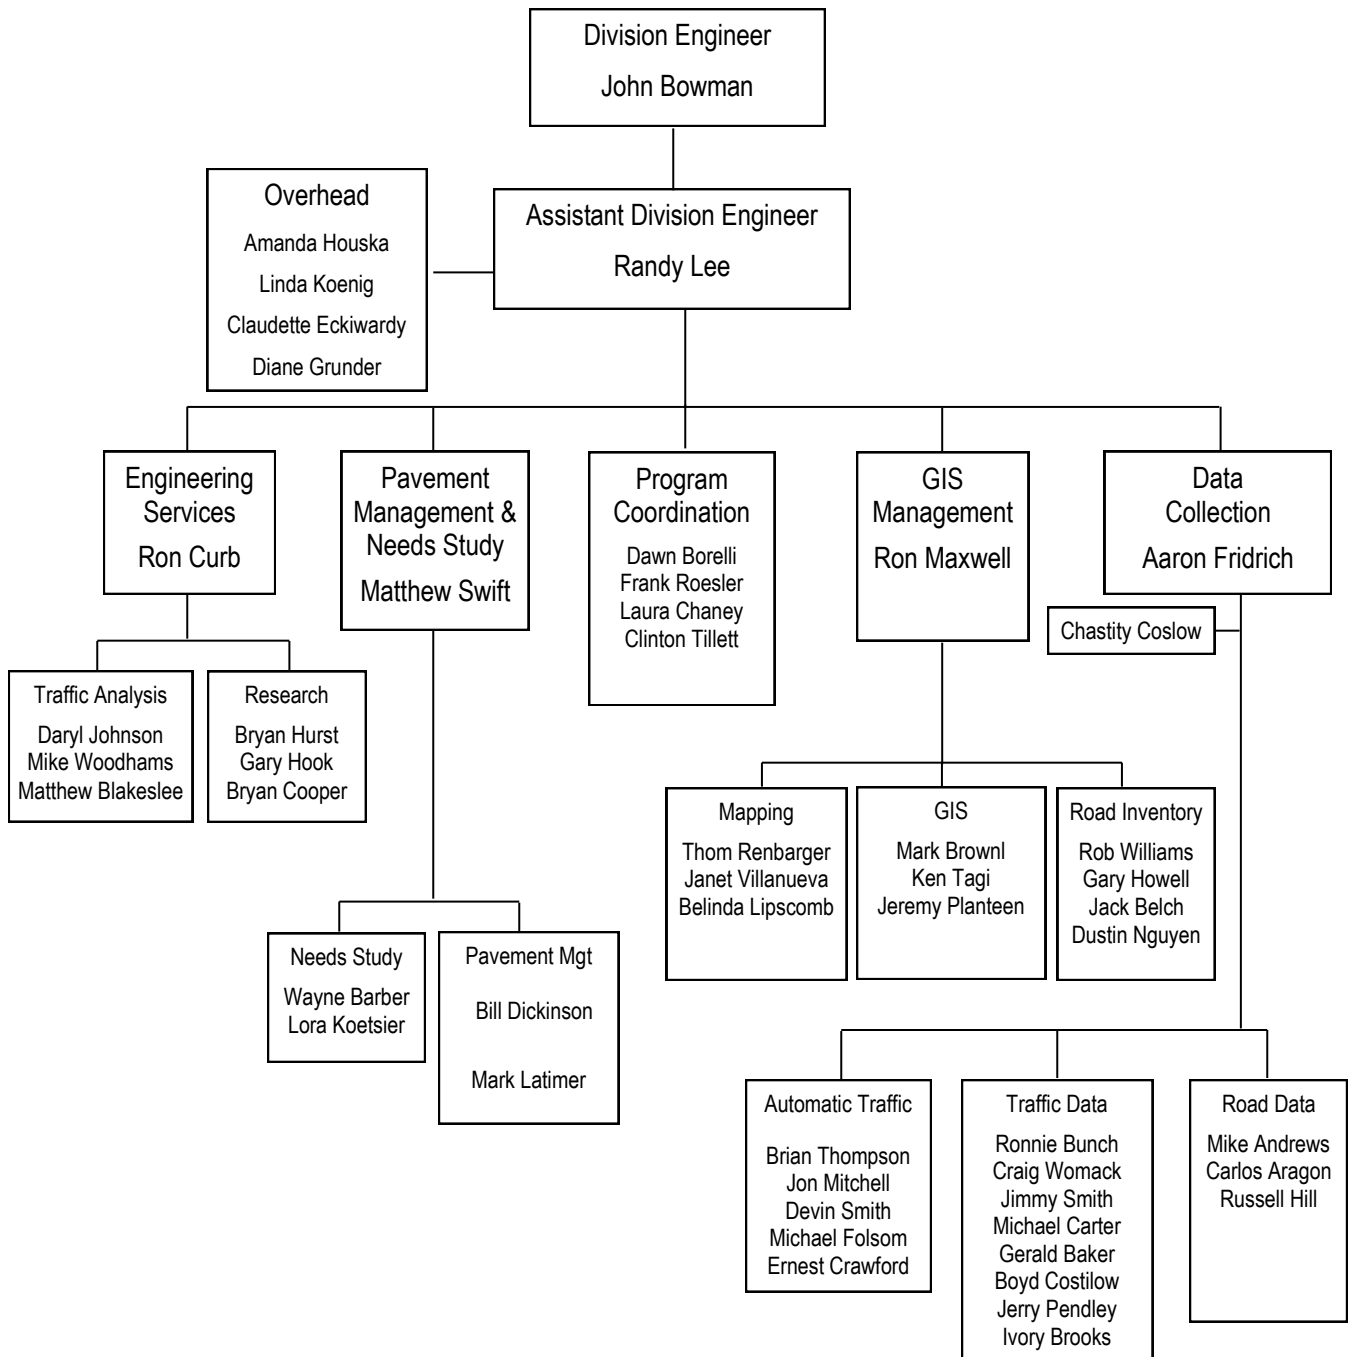 Division Engineer
John Bowman
Overhead
Amanda Houska
Linda Koenig
Claudette Eckiwardy
Diane Grunder
Assistant Division Engineer
Randy Lee
Engineering
Services
Ron Curb
Pavement
Management &
Needs Study
Matthew Swift
Program
Coordination
Dawn Borelli
Frank Roesler
Laura Chaney
Clinton Tillett
GIS
Management
Ron Maxwell
Data
Collection
Aaron Fridrich
Chastity Coslow
Traffic Analysis
Daryl Johnson
Mike Woodhams
Matthew Blakeslee
Research
Bryan Hurst
Gary Hook
Bryan Cooper
Needs Study
Wayne Barber
Lora Koetsier
Pavement Mgt
Bill Dickinson
Mark Latimer
Mapping
Thom Renbarger
Janet Villanueva
Belinda Lipscomb
GIS
Mark Brownl
Ken Tagi
Jeremy Planteen
Road Inventory
Rob Williams
Gary Howell
Jack Belch
Dustin Nguyen
Automatic Traffic
Brian Thompson
Jon Mitchell
Devin Smith
Michael Folsom
Ernest Crawford
Traffic Data
Ronnie Bunch
Craig Womack
Jimmy Smith
Michael Carter
Gerald Baker
Boyd Costilow
Jerry Pendley
Ivory Brooks
Road Data
Mike Andrews
Carlos Aragon
Russell Hill